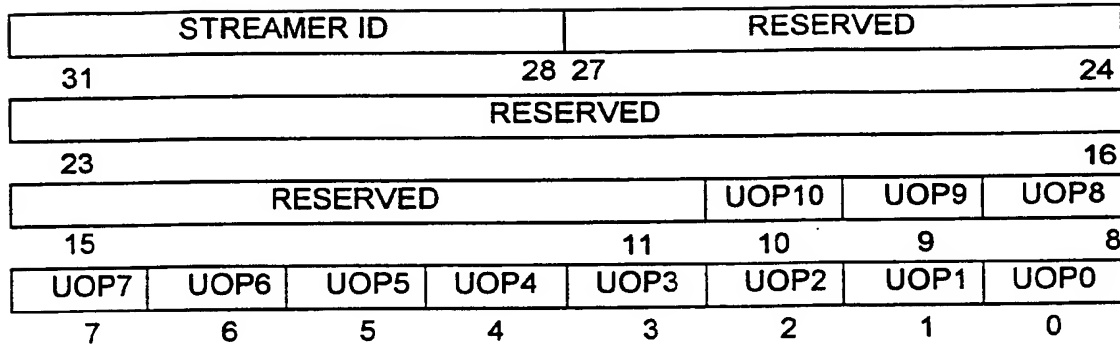 STREAMER ID RESERVED
31 28 27 24
RESERVED
23 16
RESERVED UOP10 UOP9 UOP8
15 11 10 9 8
UOP7 UOP6 UOP5 UOP4 UOP3 UOP2 UOP1 UOP0
7 6 5 4 3 2 1 0